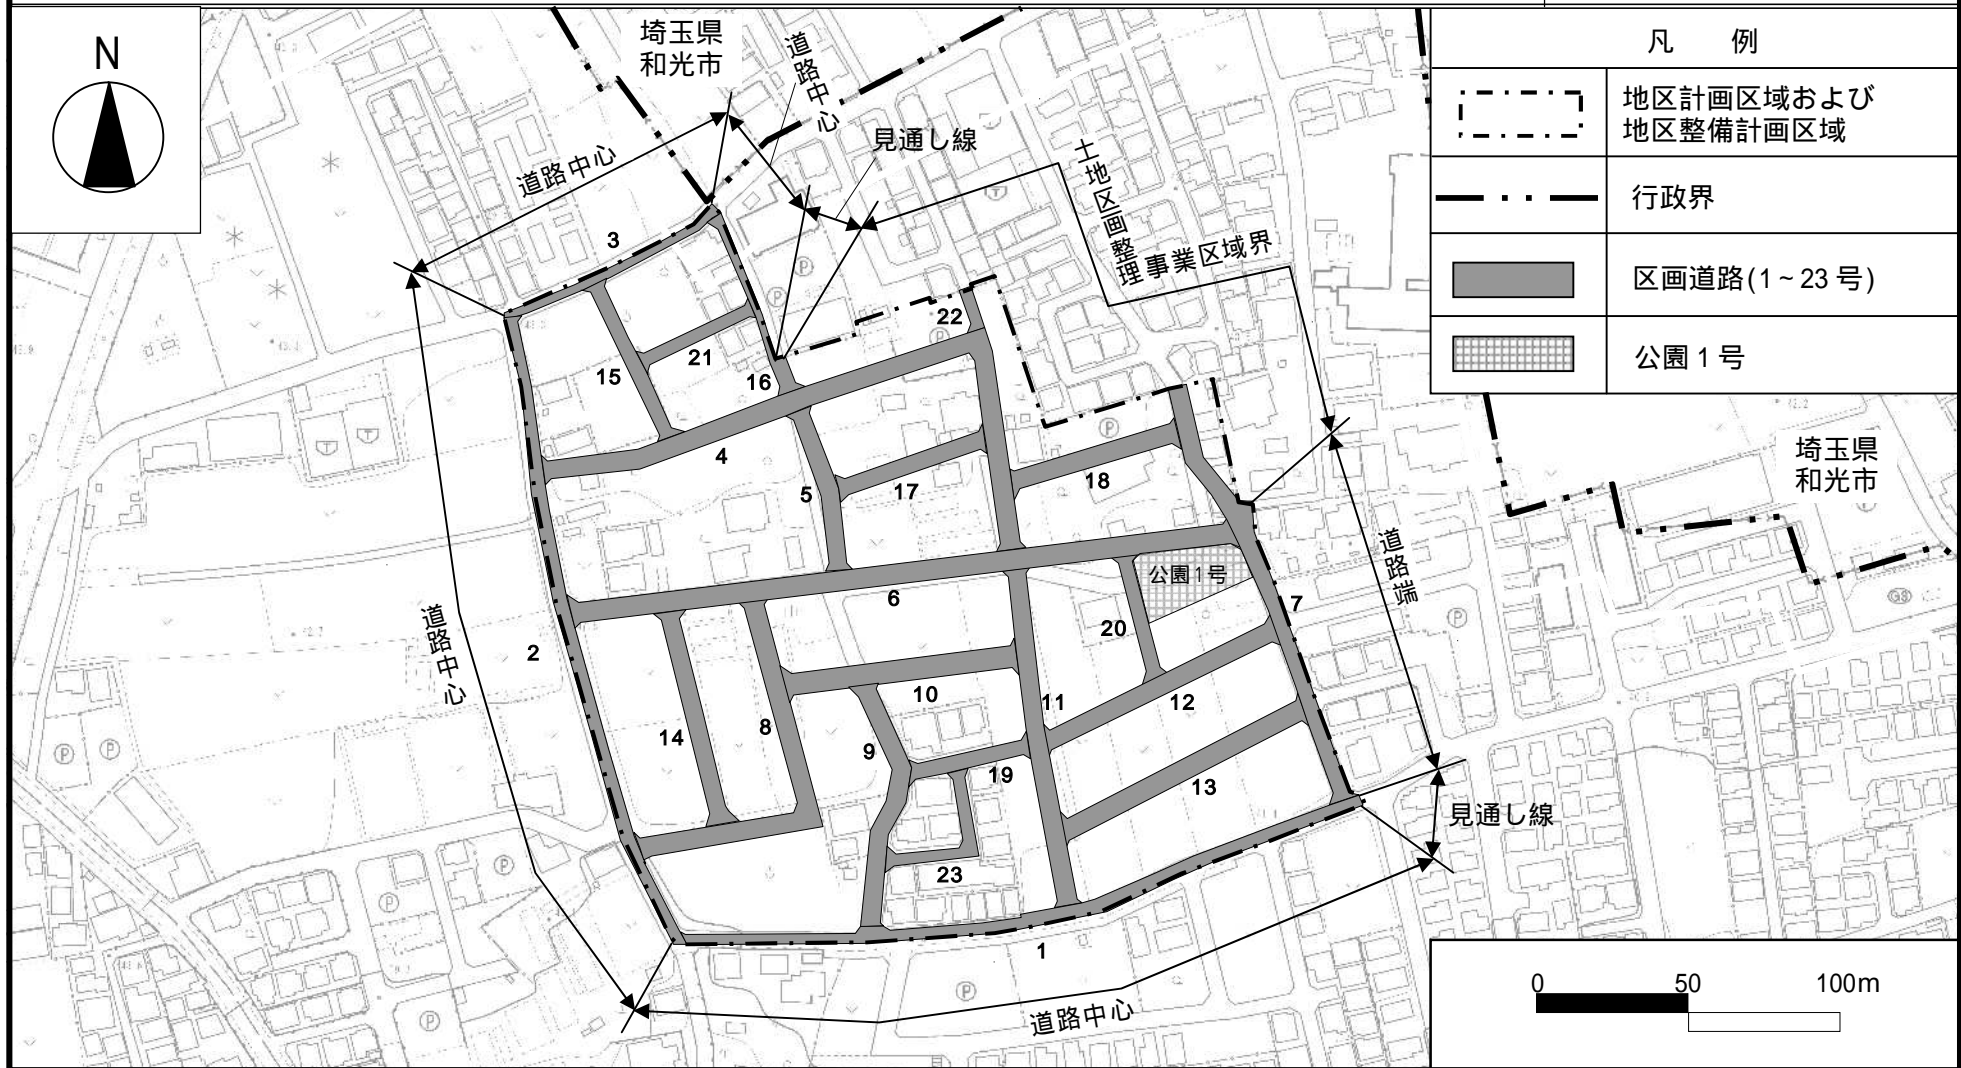 N
埼玉県
和光市
道路中心
道路中心
見通し線
土地区画整理事業区域界
凡 例
地区計画区域および
地区整備計画区域
行政界
区画道路(1~23号)
公園1号
埼玉県
和光市
3
22
15
21
16
4
5
17
18
公園1号
6
7
20
道路端
2
道路中心
14
8
9
10
11
12
19
13
見通し線
23
1
道路中心
0 50 100m